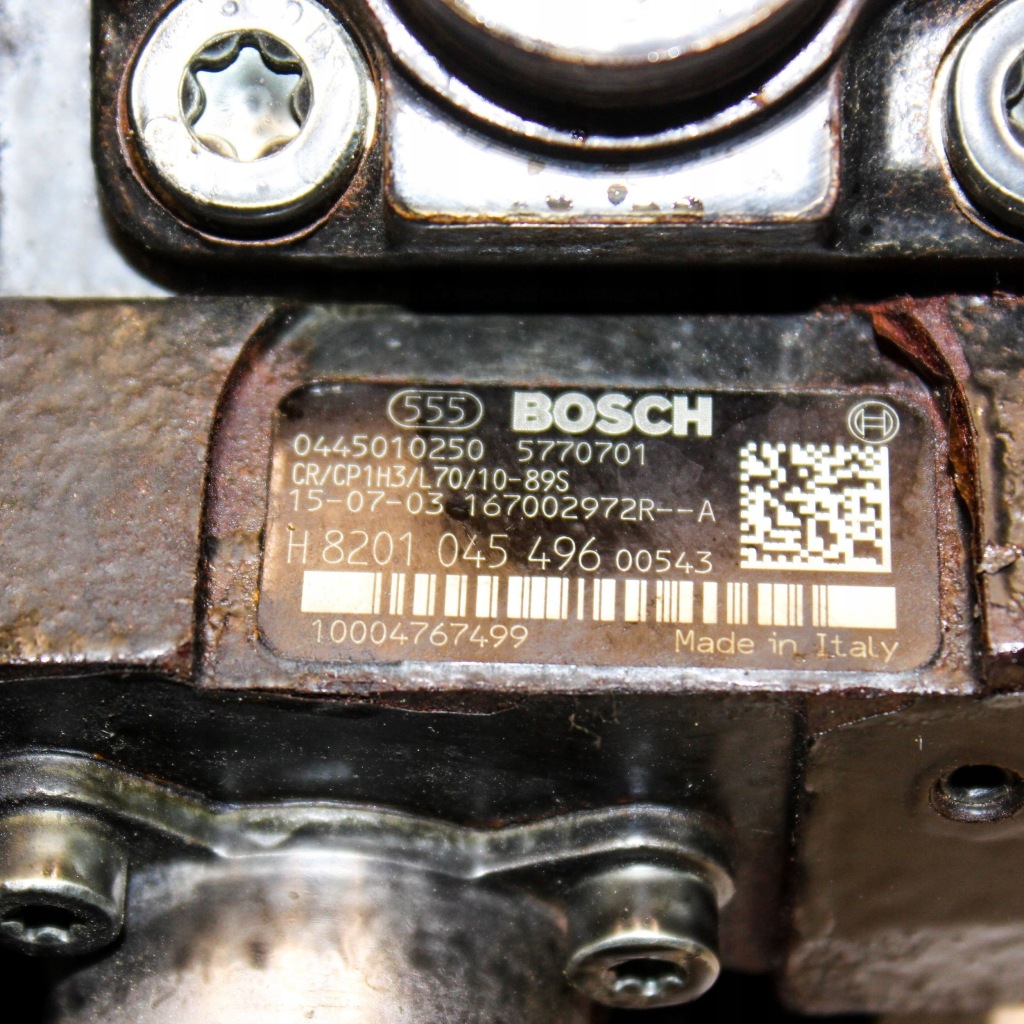 555 BOSCH H
0445010250 5770701
CR/CP1H3/L70/10-89S
15-07-03 167002972R--A
H 8201 045 496 00543
10004767499 Made in Italy